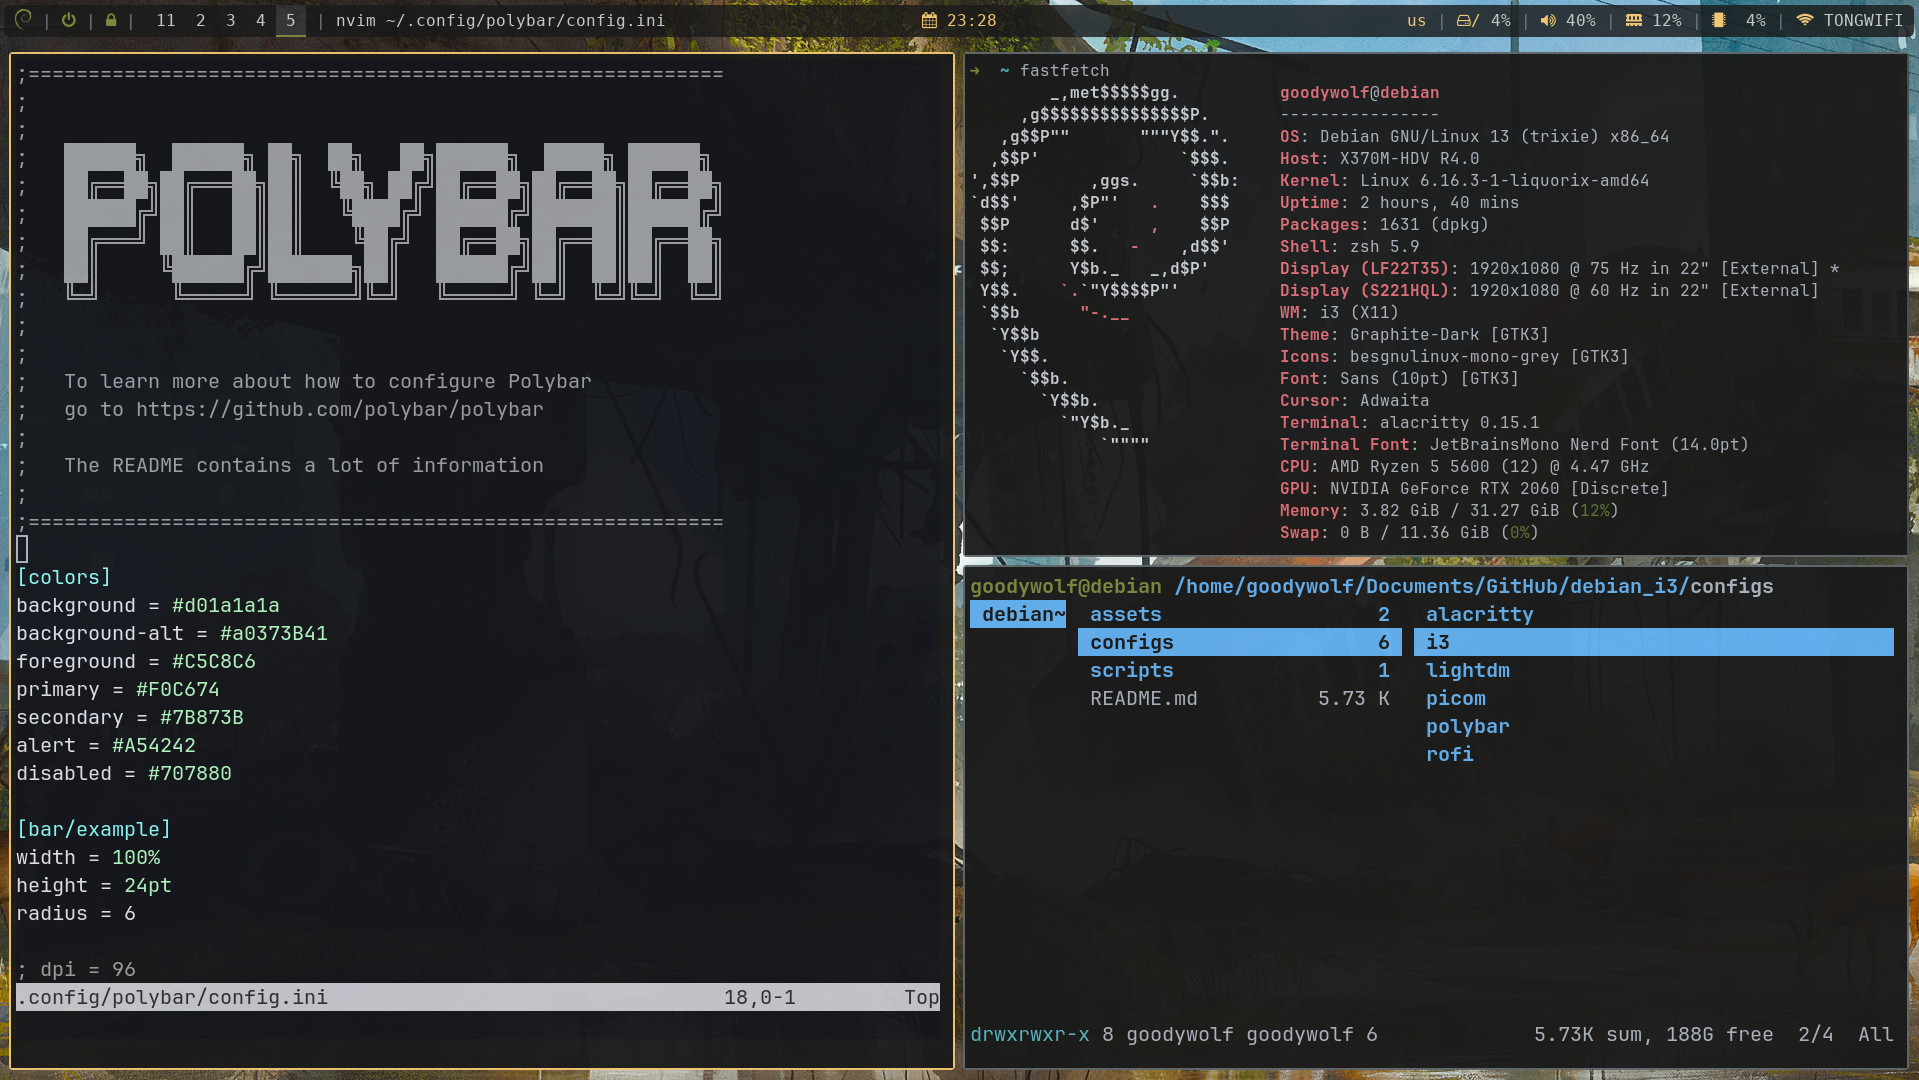 | | | 11 2 3 4 5 | nvim ~/.config/polybar/config.ini
23:28
us | / 4% | 40% | 12% | 4% | TONGWIFI
;==========================================================
;
;
; POLYBAR
;
;
;
;
;
;
;
; To learn more about how to configure Polybar
; go to https://github.com/polybar/polybar
;
; The README contains a lot of information
;
;==========================================================
[colors]
background = #d01a1a1a
background-alt = #a0373B41
foreground = #C5C8C6
primary = #F0C674
secondary = #7B873B
alert = #A54242
disabled = #707880
[bar/example]
width = 100%
height = 24pt
radius = 6
; dpi = 96
.config/polybar/config.ini 18,0-1 Top
→ ~ fastfetch
_,met$$$$$gg.
,g$$$$$$$$$$$$$$$P.
,g$$P"" """Y$$.".
,$$P' `$$$.
',$$P ,ggs. `$$b:
`d$$' ,$P"' . $$$
$$P d$' , $$P
$$: $$. - ,d$$'
$$; Y$b._ _,d$P'
Y$$. `.`"Y$$$$P"'
`$$b "-.__
`Y$$b
`Y$$.
`$$b.
`Y$$b.
`"Y$b._
`""""
goodywolf@debian
----------------
OS: Debian GNU/Linux 13 (trixie) x86_64
Host: X370M-HDV R4.0
Kernel: Linux 6.16.3-1-liquorix-amd64
Uptime: 2 hours, 40 mins
Packages: 1631 (dpkg)
Shell: zsh 5.9
Display (LF22T35): 1920x1080 @ 75 Hz in 22" [External] *
Display (S221HQL): 1920x1080 @ 60 Hz in 22" [External]
WM: i3 (X11)
Theme: Graphite-Dark [GTK3]
Icons: besgnulinux-mono-grey [GTK3]
Font: Sans (10pt) [GTK3]
Cursor: Adwaita
Terminal: alacritty 0.15.1
Terminal Font: JetBrainsMono Nerd Font (14.0pt)
CPU: AMD Ryzen 5 5600 (12) @ 4.47 GHz
GPU: NVIDIA GeForce RTX 2060 [Discrete]
Memory: 3.82 GiB / 31.27 GiB (12%)
Swap: 0 B / 11.36 GiB (0%)
goodywolf@debian /home/goodywolf/Documents/GitHub/debian_i3/configs
debian~ assets 2 alacritty
configs 6 i3
scripts 1 lightdm
README.md 5.73 K picom
polybar
rofi
drwxrwxr-x 8 goodywolf goodywolf 6 5.73K sum, 188G free 2/4 All